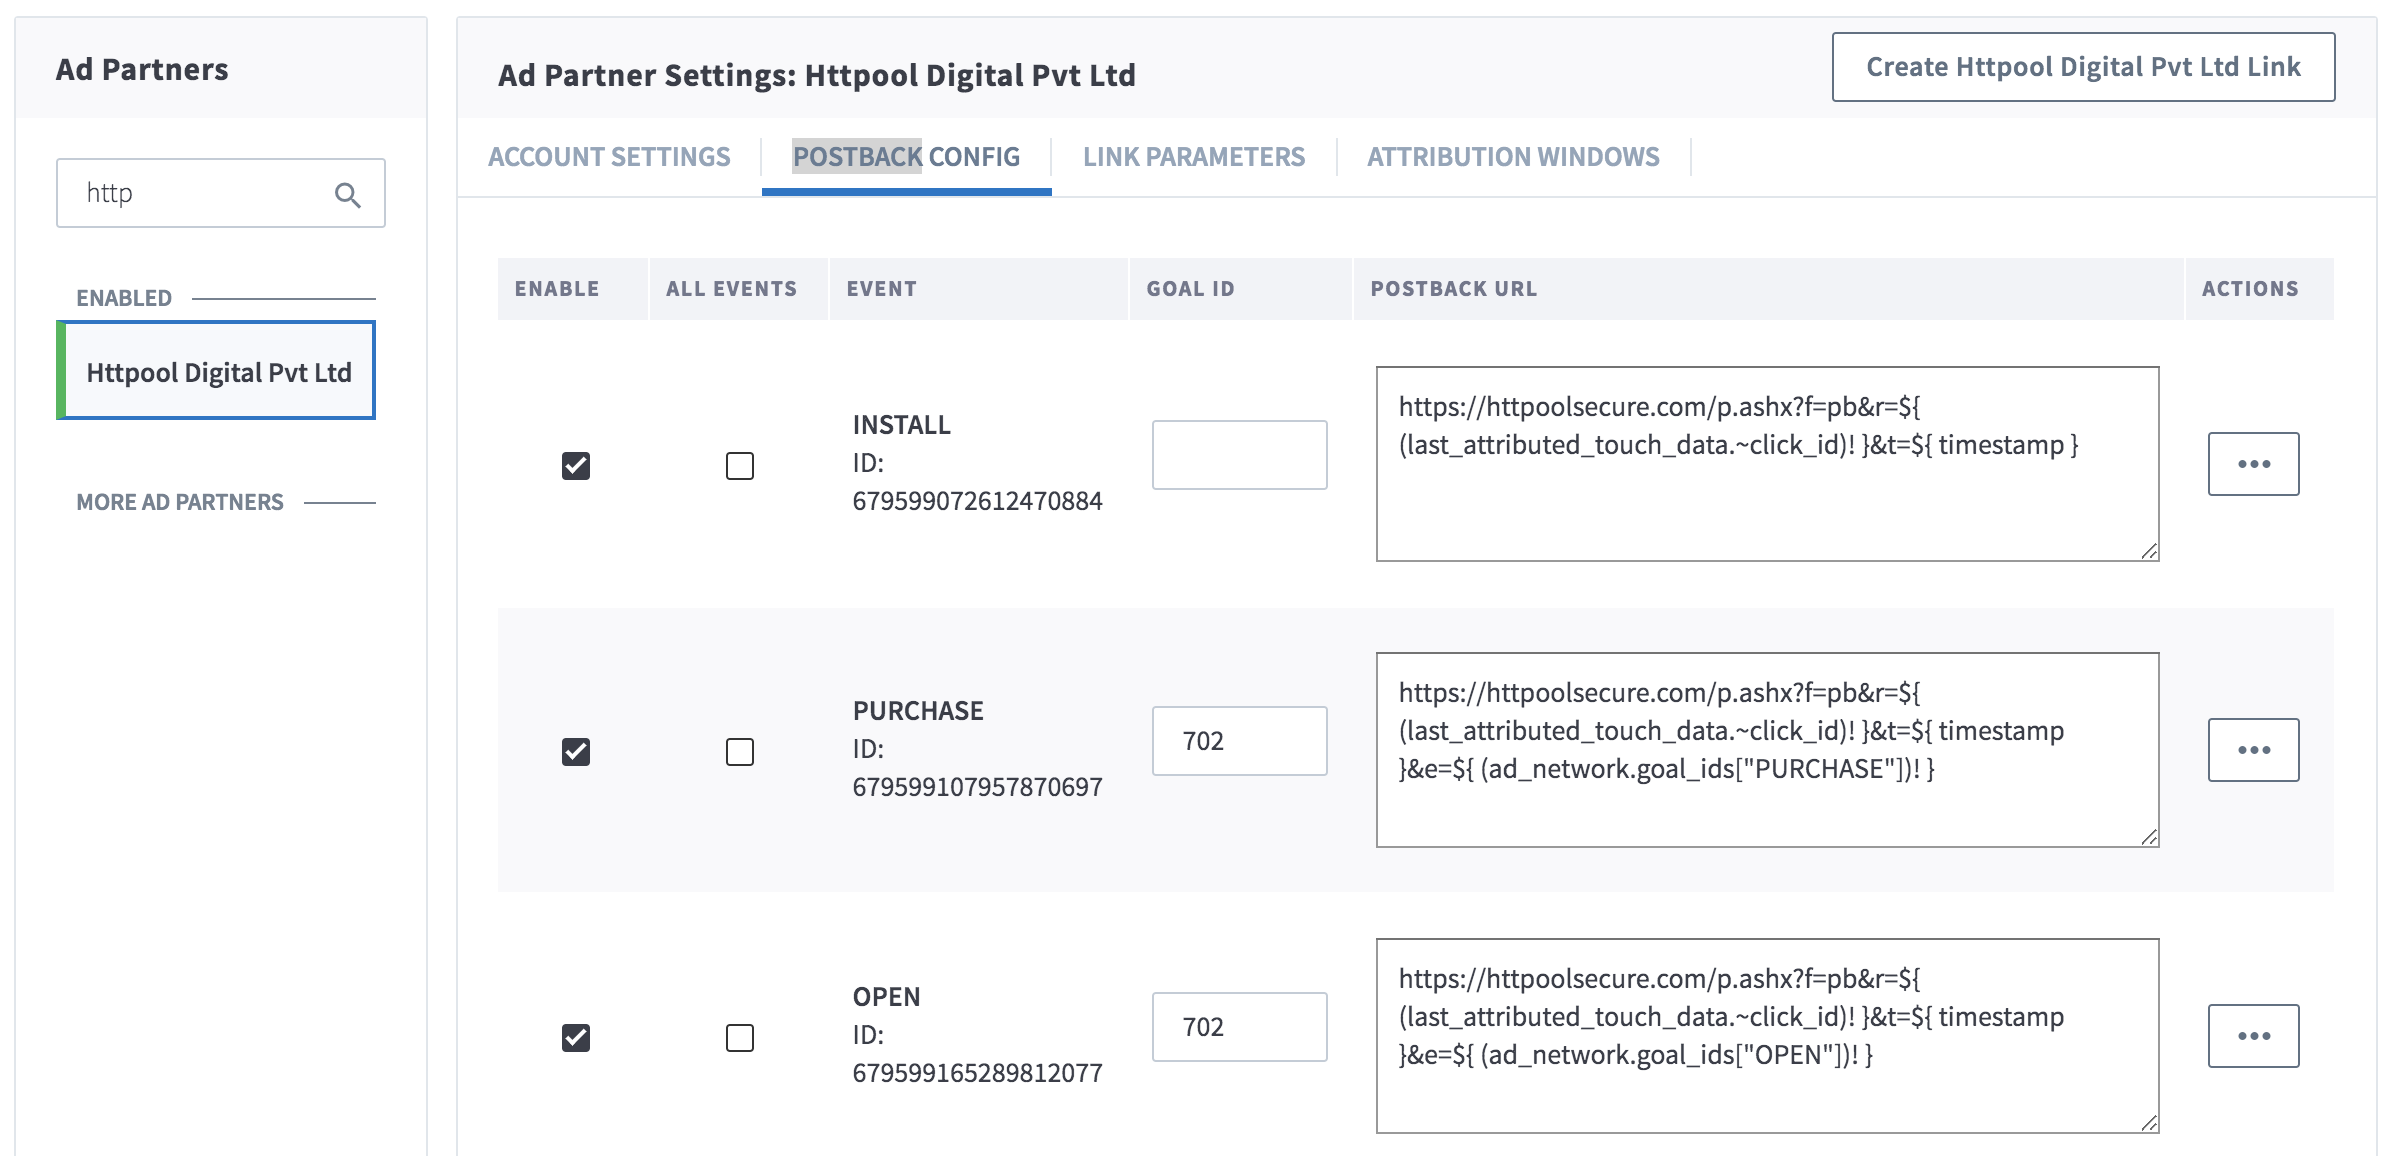 Ad Partners
http
ENABLED
Httpool Digital Pvt Ltd
MORE AD PARTNERS
Ad Partner Settings: Httpool Digital Pvt Ltd
Create Httpool Digital Pvt Ltd Link
ACCOUNT SETTINGS
POSTBACK CONFIG
LINK PARAMETERS
ATTRIBUTION WINDOWS
ENABLE
ALL EVENTS
EVENT
GOAL ID
POSTBACK URL
ACTIONS
INSTALL
ID:
679599072612470884
https://httpoolsecure.com/p.ashx?f=pb&r=${
(last_attributed_touch_data.~click_id)! }&t=${ timestamp }
•••
PURCHASE
ID:
679599107957870697
702
https://httpoolsecure.com/p.ashx?f=pb&r=${
(last_attributed_touch_data.~click_id)! }&t=${ timestamp
}&e=${ (ad_network.goal_ids["PURCHASE"])! }
•••
OPEN
ID:
679599165289812077
702
https://httpoolsecure.com/p.ashx?f=pb&r=${
(last_attributed_touch_data.~click_id)! }&t=${ timestamp
}&e=${ (ad_network.goal_ids["OPEN"])! }
•••